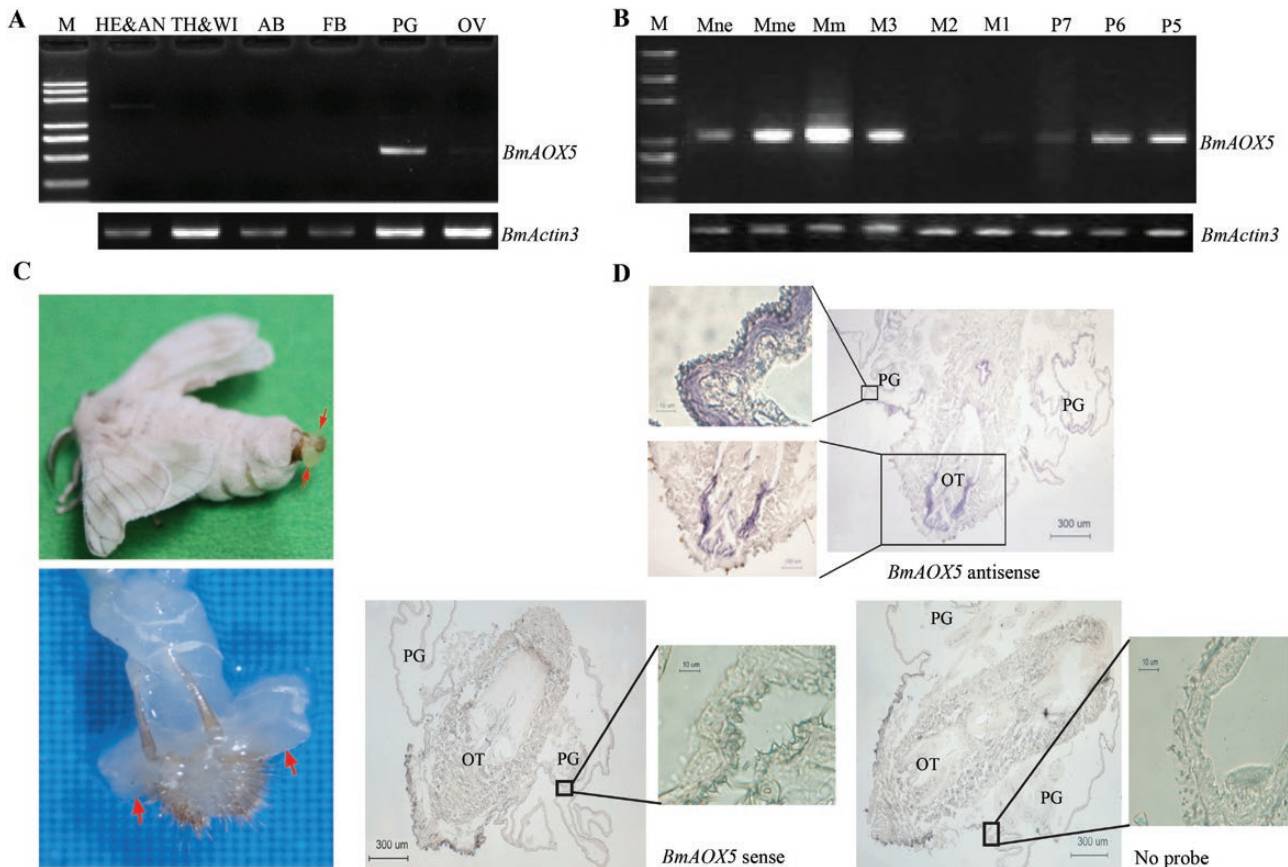 A
M HE&AN TH&WI AB FB PG OV
BmAOX5
BmActin3
B
M Mne Mme Mm M3 M2 M1 P7 P6 P5
BmAOX5
BmActin3
C
D
PG
PG
OT
300 um
BmAOX5 antisense
PG
OT
PG
300 um
10 um
BmAOX5 sense
PG
OT
PG
300 um
10 um
No probe